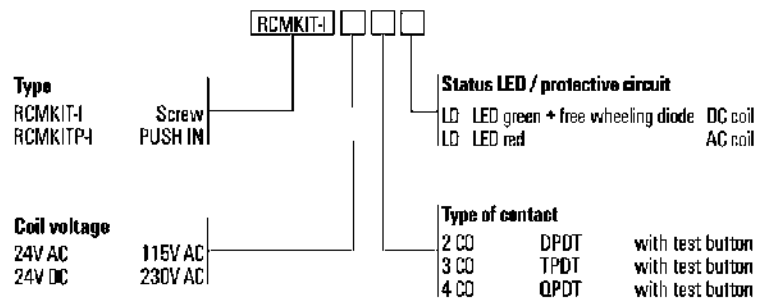 RCMKIT-I
Type
RCMKIT-I Screw
RCMKITP-I PUSH IN
Status LED / protective circuit
LD LED green + free wheeling diode DC coil
LD LED red AC coil
Coil voltage
24V AC 115V AC
24V DC 230V AC
Type of contact
2 CO DPDT with test button
3 CO TPDT with test button
4 CO QPDT with test button